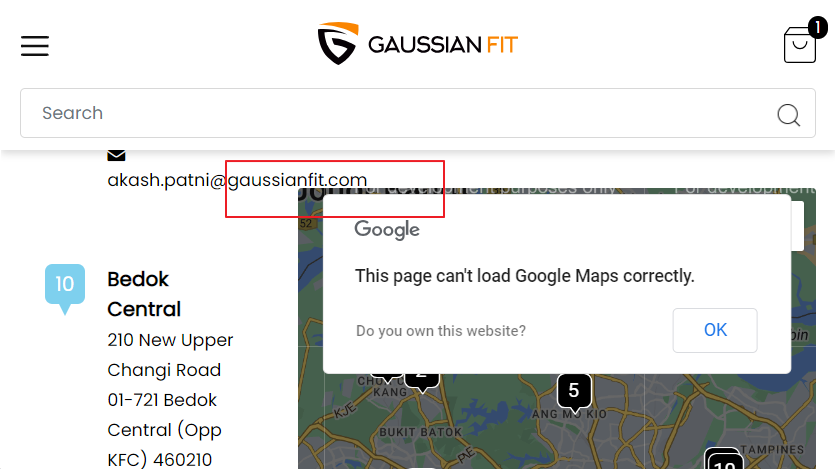 GAUSSIAN FIT
1
Search
akash.patni@gaussianfit.com
For development purposes only
For development
52
Google
This page can't load Google Maps correctly.
Do you own this website?
OK
10
Bedok
Central
210 New Upper
Changi Road
01-721 Bedok
Central (Opp
KFC) 460210
2
KANG
5
ANG MO KIO
KJE
BUKIT BATOK
PIE
TAMPINES
10